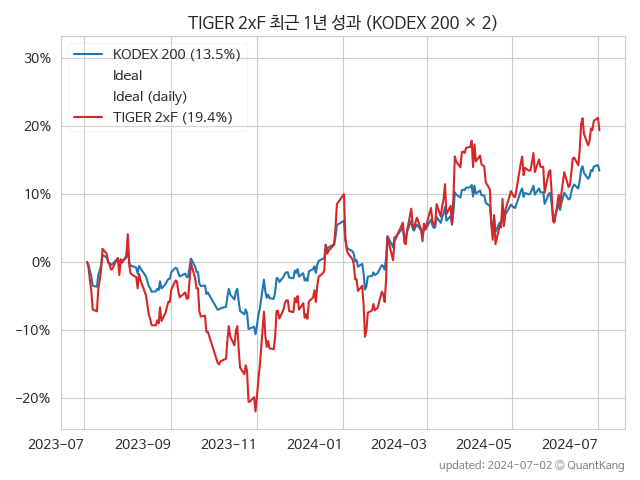 TIGER 2xF 최근 1년 성과 (KODEX 200 × 2)
KODEX 200 (13.5%)
Ideal
Ideal (daily)
TIGER 2xF (19.4%)
30%
20%
10%
0%
−10%
−20%
2023-07
2023-09
2023-11
2024-01
2024-03
2024-05
2024-07
updated: 2024-07-02 © QuantKang